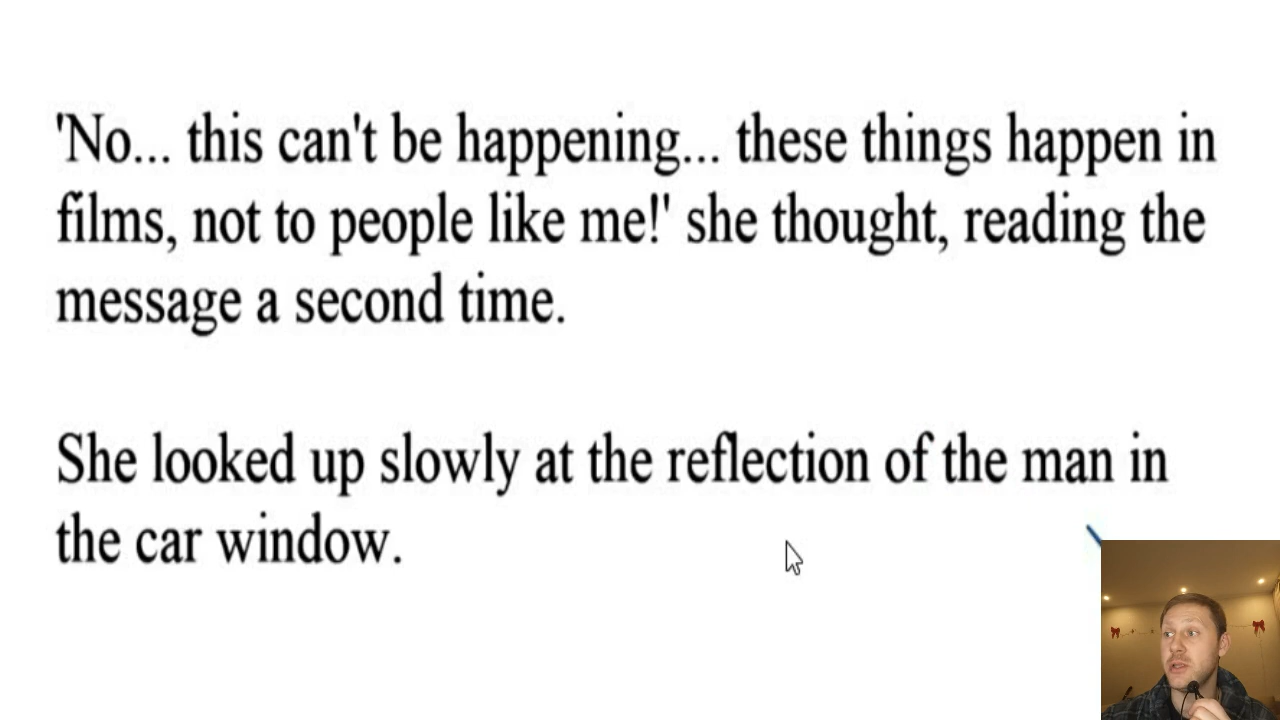 'No... this can't be happening... these things happen in
films, not to people like me!' she thought, reading the
message a second time.
She looked up slowly at the reflection of the man in
the car window.